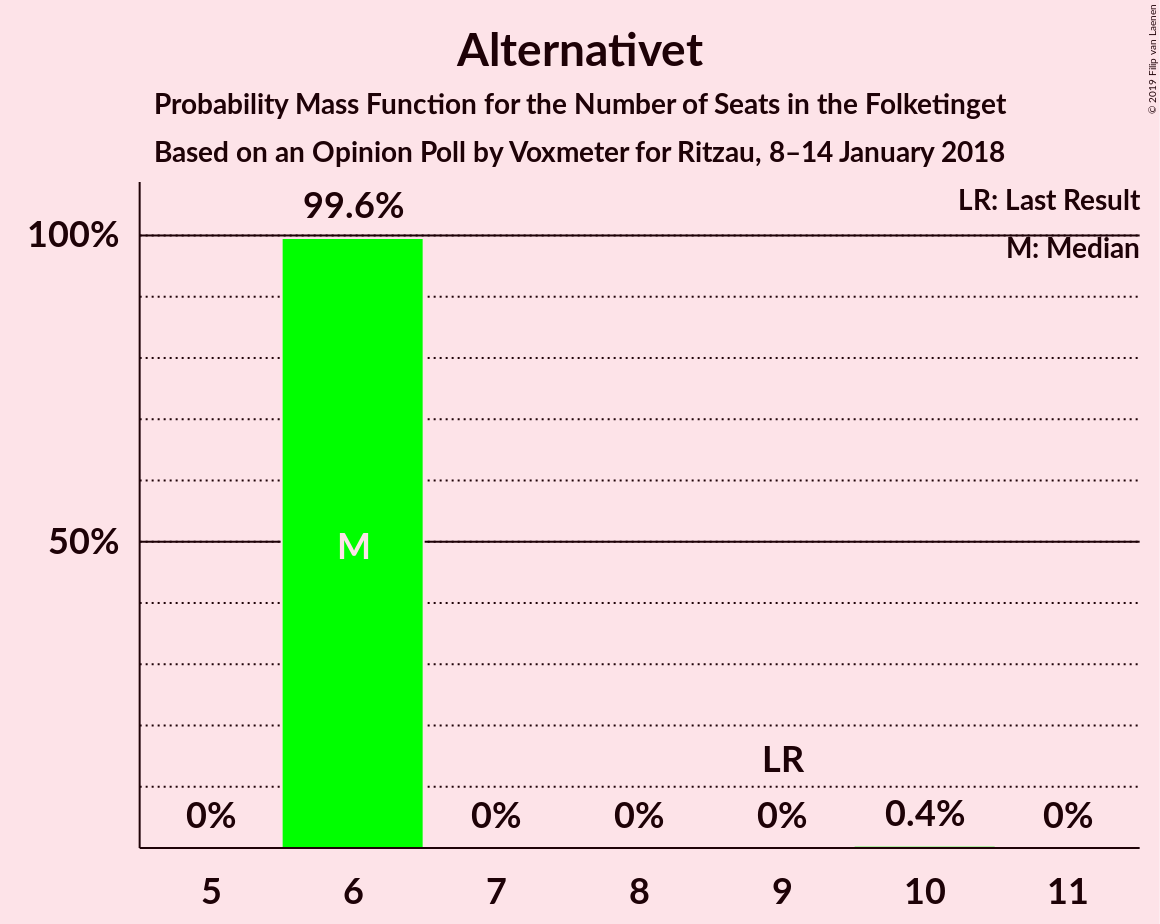 Alternativet
Probability Mass Function for the Number of Seats in the Folketinget
Based on an Opinion Poll by Voxmeter for Ritzau, 8–14 January 2018
© 2019 Filip van Laenen
LR: Last Result
M: Median
99.6%
100%
50%
M
LR
0%
0%
0%
0%
0.4%
0%
5 6 7 8 9 10 11